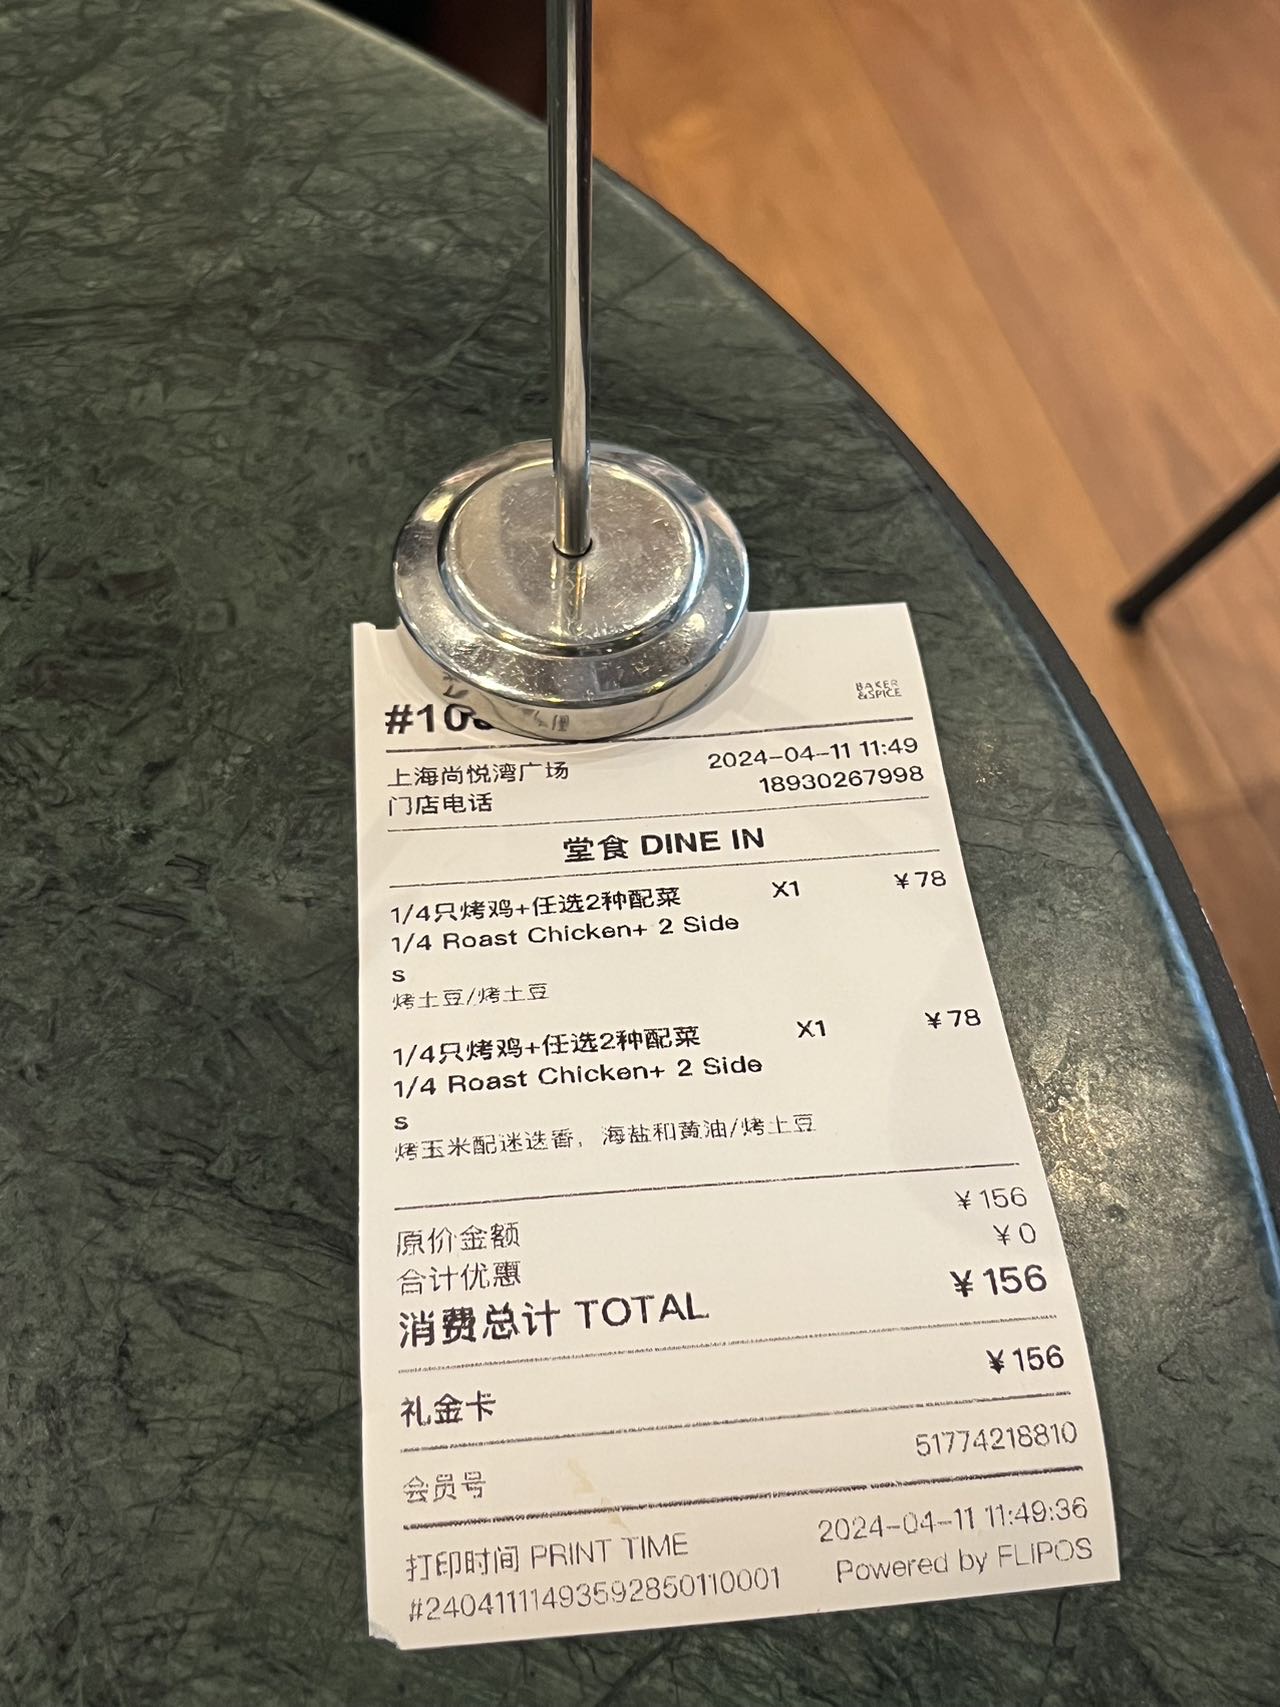 BAKER
&SPICE
上海尚悦湾广场 2024-04-11 11:49
门店电话 18930267998
堂食 DINE IN
1/4只烤鸡+任选2种配菜 X1 ¥78
1/4 Roast Chicken+ 2 Side
s
烤土豆/烤土豆
1/4只烤鸡+任选2种配菜 X1 ¥78
1/4 Roast Chicken+ 2 Side
s
烤玉米配迷迭香，海盐和黄油/烤土豆
原价金额 ¥156
合计优惠 ¥0
消费总计 TOTAL ¥156
礼金卡 ¥156
会员号 51774218810
打印时间 PRINT TIME 2024-04-11 11:49:36
#24041111493592850110001 Powered by FLIPOS